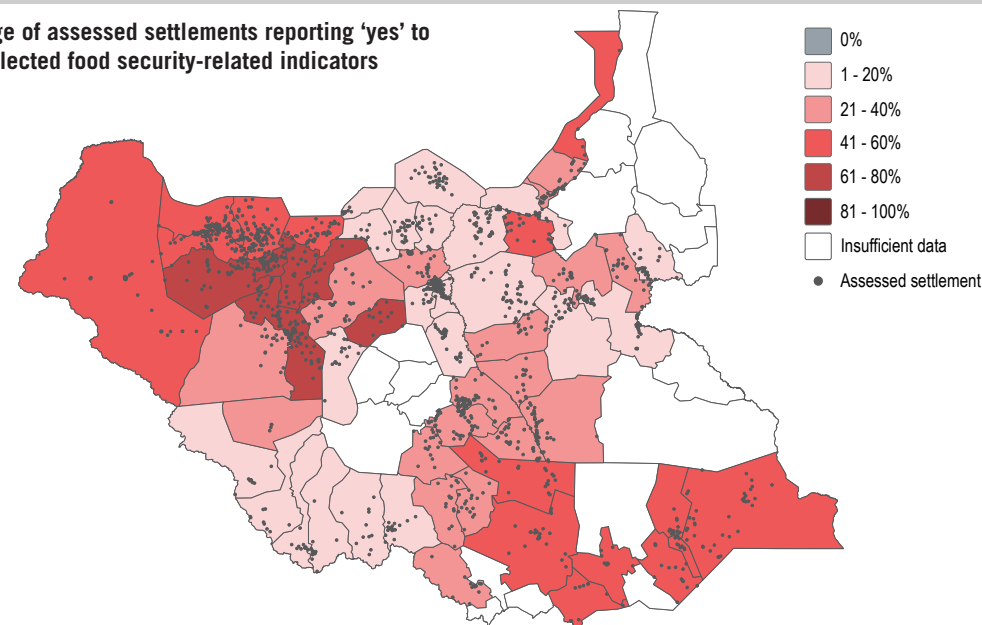 ge of assessed settlements reporting ‘yes’ to
lected food security-related indicators
0%
1 - 20%
21 - 40%
41 - 60%
61 - 80%
81 - 100%
Insufficient data
Assessed settlement